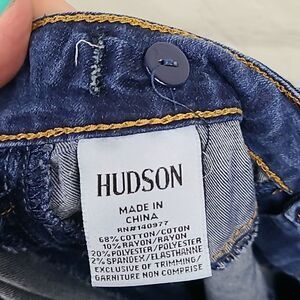 HUDSON
MADE IN
CHINA
RN#140977
68% COTTON/COTON
10% RAYON/RAYON
20% POLYESTER/POLYESTER
2% SPANDEX/ELASTHANNE
EXCLUSIVE OF TRIMMING/
GARNITURE NON COMPRISE